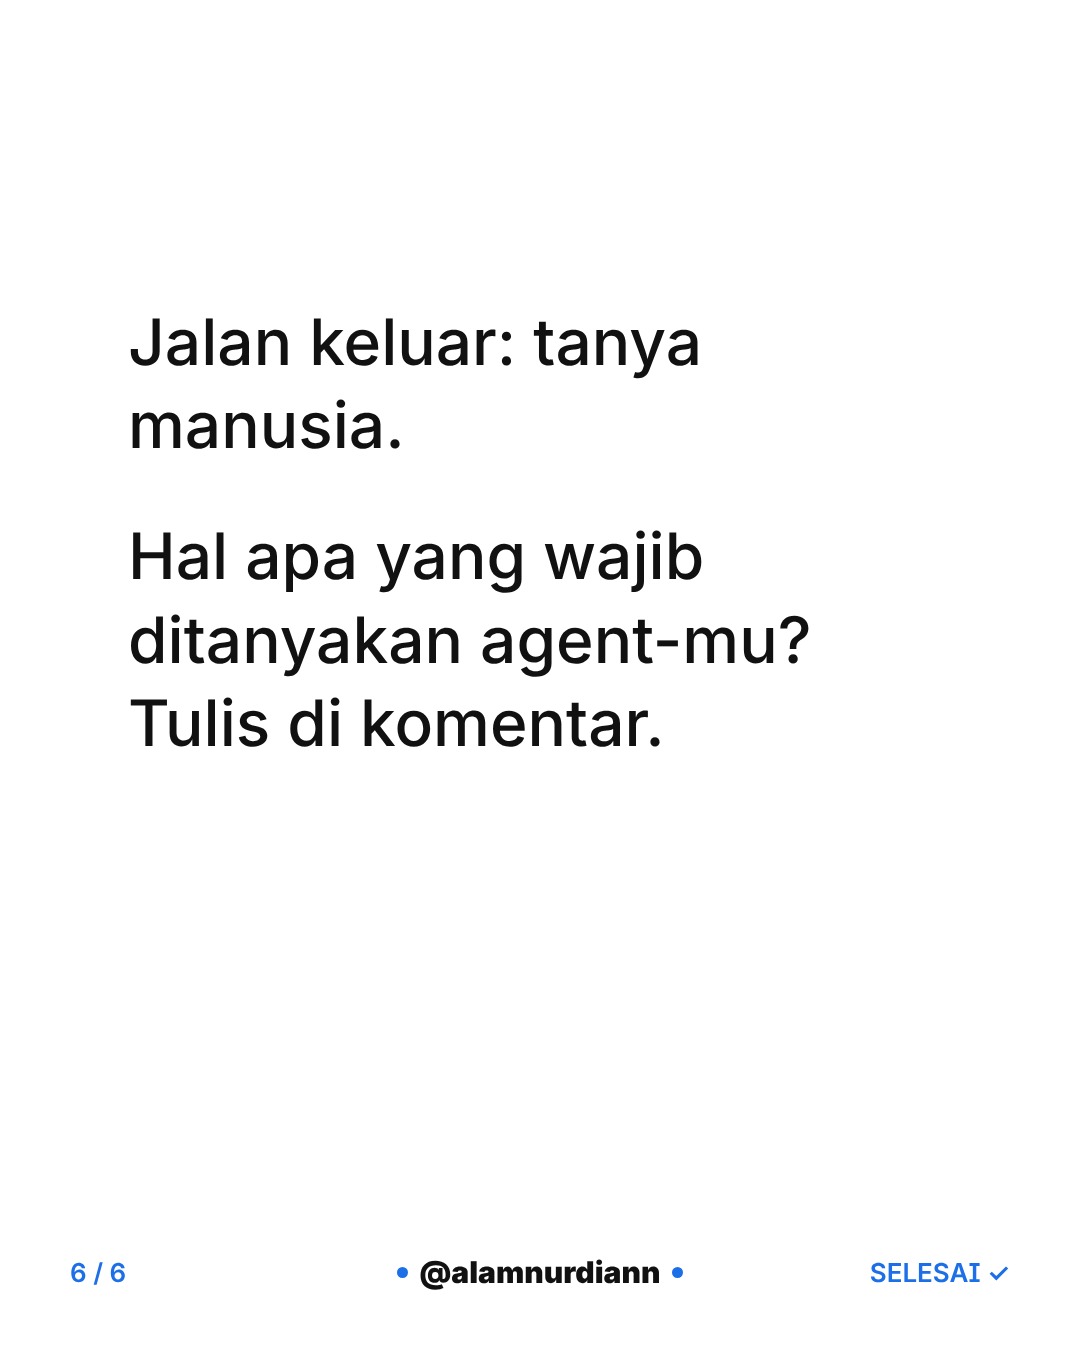 Jalan keluar: tanya
manusia.
Hal apa yang wajib
ditanyakan agent-mu?
Tulis di komentar.
6 / 6
• @alamnurdiann •
SELESAI ✓